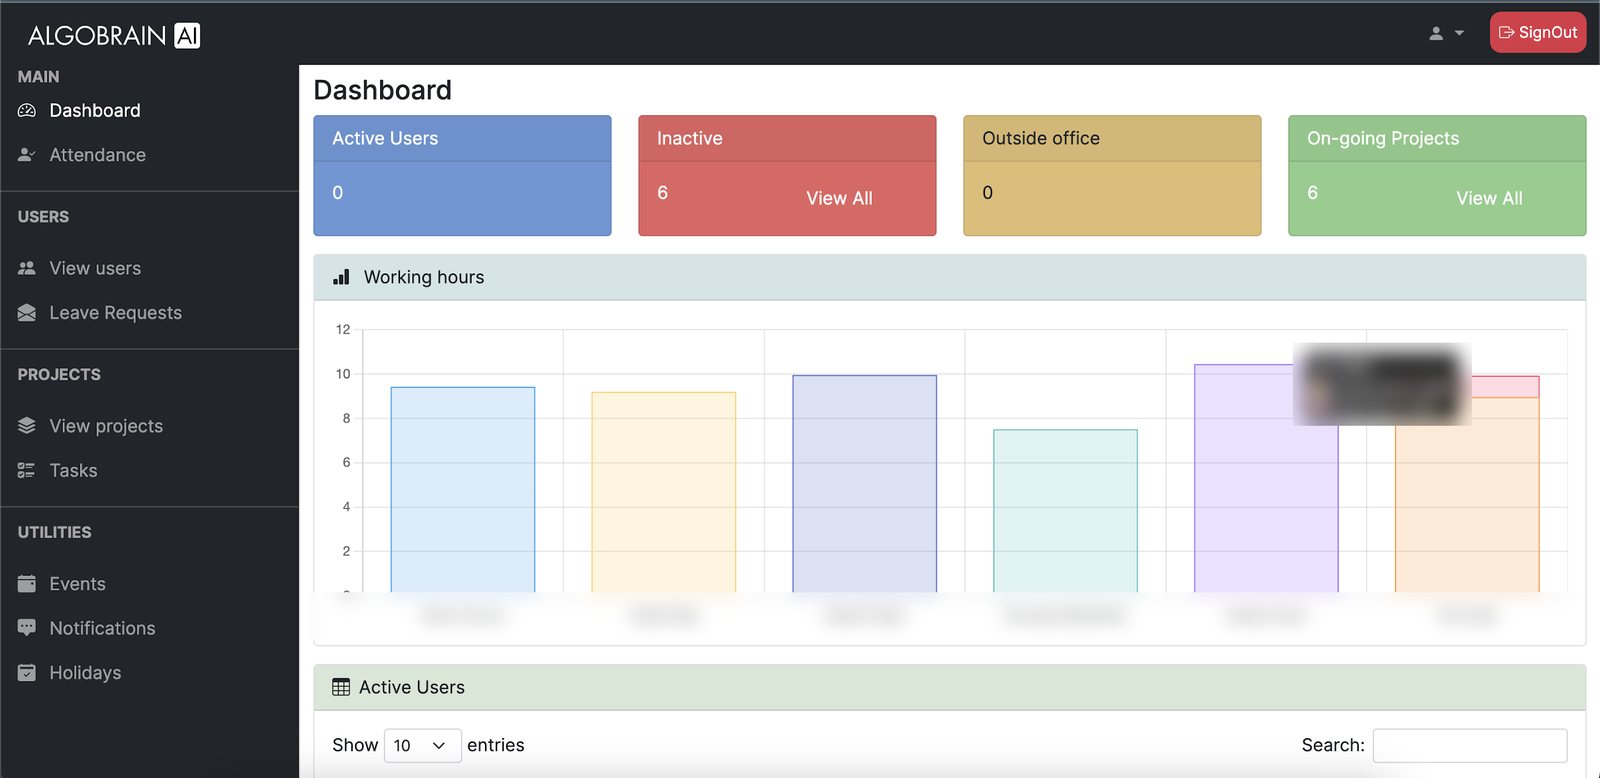 ALGOBRAIN AI
SignOut
MAIN
Dashboard
Attendance
USERS
View users
Leave Requests
PROJECTS
View projects
Tasks
UTILITIES
Events
Notifications
Holidays
Dashboard
Active Users
0
Inactive
6
View All
Outside office
0
On-going Projects
6
View All
Working hours
12
10
8
6
4
2
Active Users
Show 10 entries
Search: